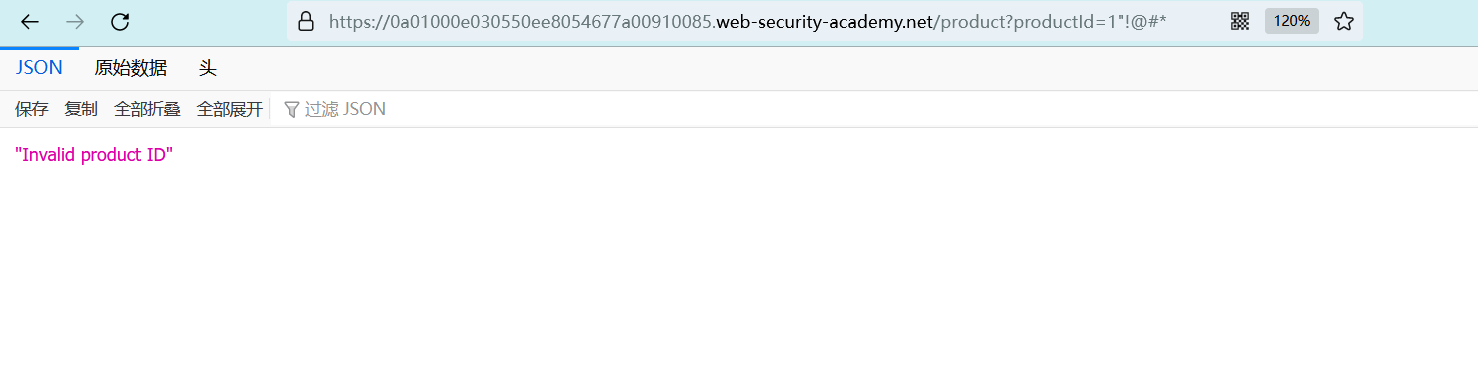 https://0a01000e030550ee8054677a00910085.web-security-academy.net/product?productId=1"!@#* 120%
JSON 原始数据 头
保存 复制 全部折叠 全部展开 过滤 JSON
"Invalid product ID"